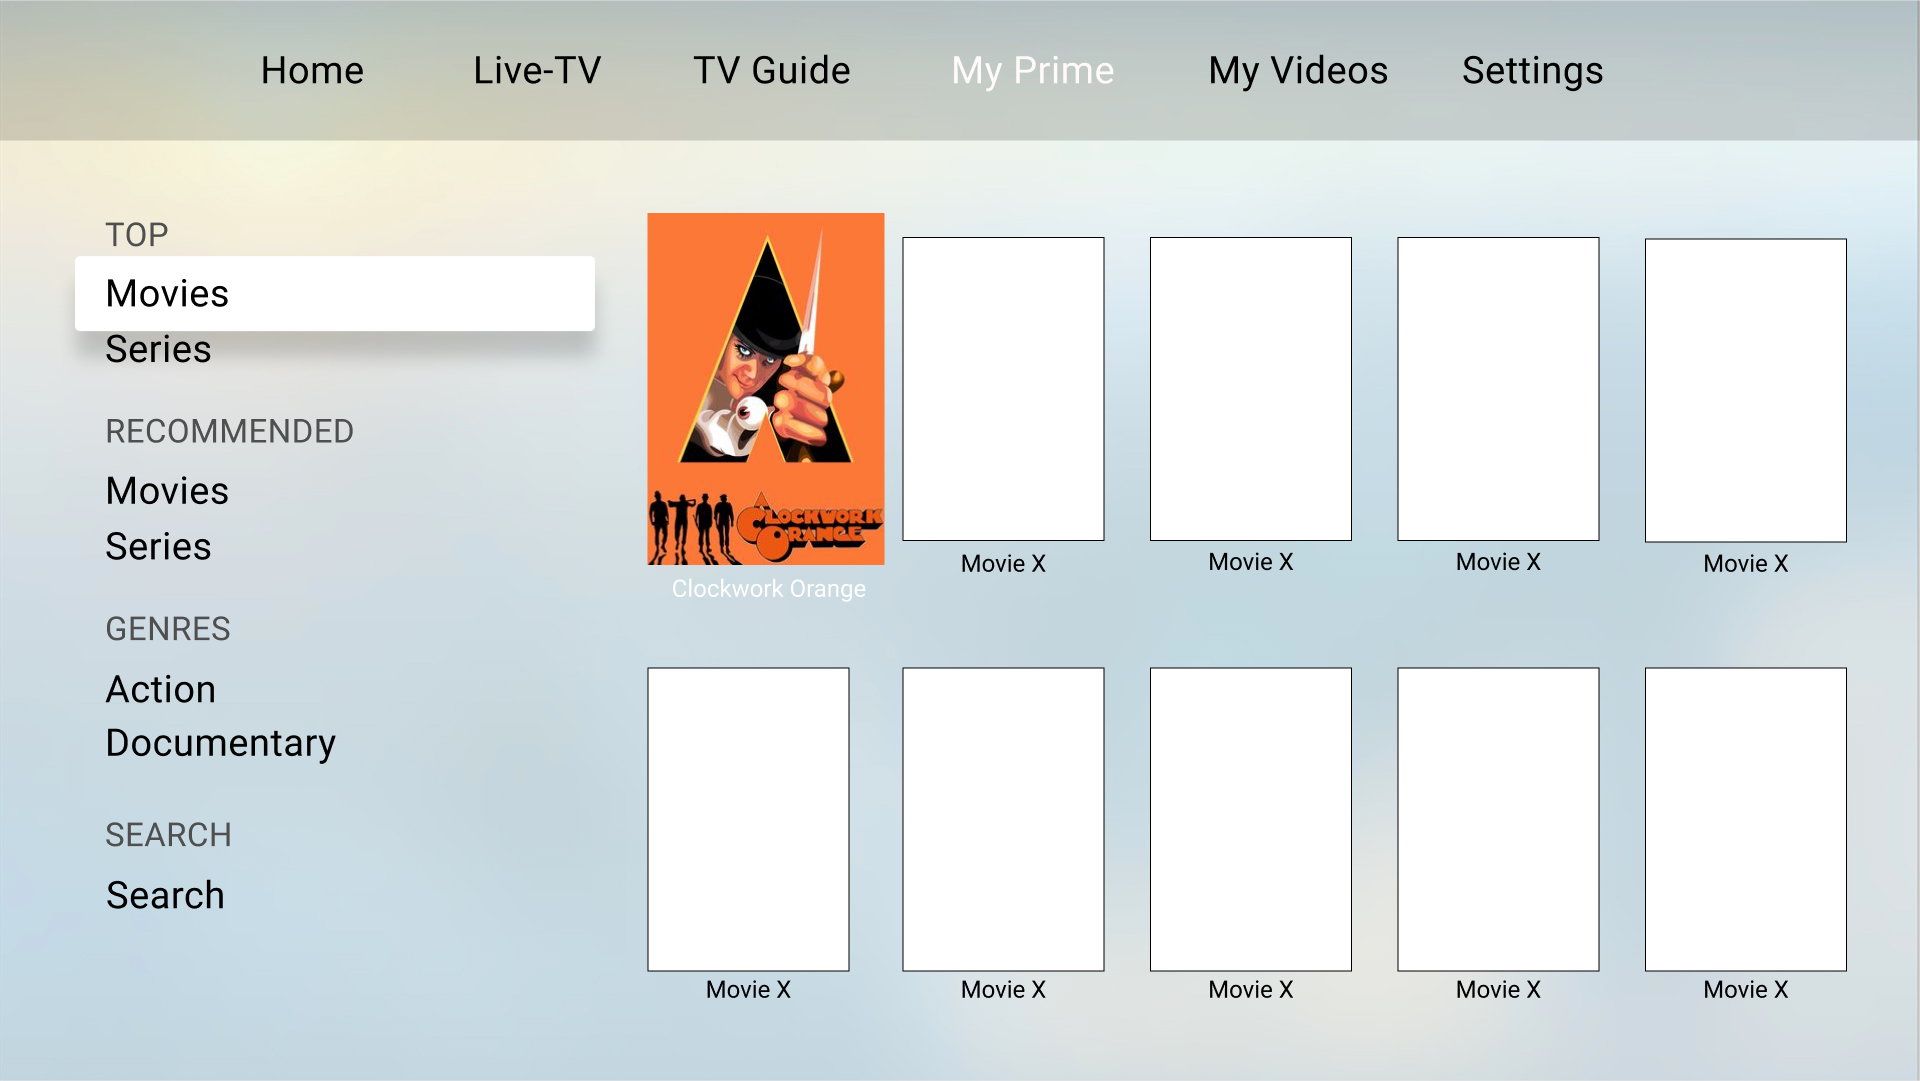 Home Live-TV TV Guide My Prime My Videos Settings
TOP
Movies
Series
RECOMMENDED
Movies
Series
GENRES
Action
Documentary
SEARCH
Search
A CLOCKWORK
ORANGE
Clockwork Orange
Movie X
Movie X
Movie X
Movie X
Movie X
Movie X
Movie X
Movie X
Movie X